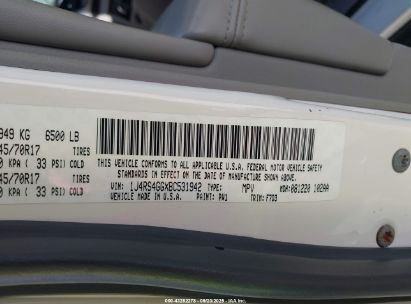 949 KG 6500 LB
45/70R17 TIRES
0 KPA ( 33 PSI) COLD
45/70R17 TIRES
0 KPA ( 33 PSI) COLD
THIS VEHICLE CONFORMS TO ALL APPLICABLE
U.S.A. FEDERAL MOTOR VEHICLE SAFETY
STANDARDS IN EFFECT ON THE DATE OF MANUFACTURE SHOWN ABOVE.
VIN: 1J4RS4GGXBC531942 TYPE: MPV
VEHICLE MADE IN U.S.A. PAINT: PW1 TRIM: